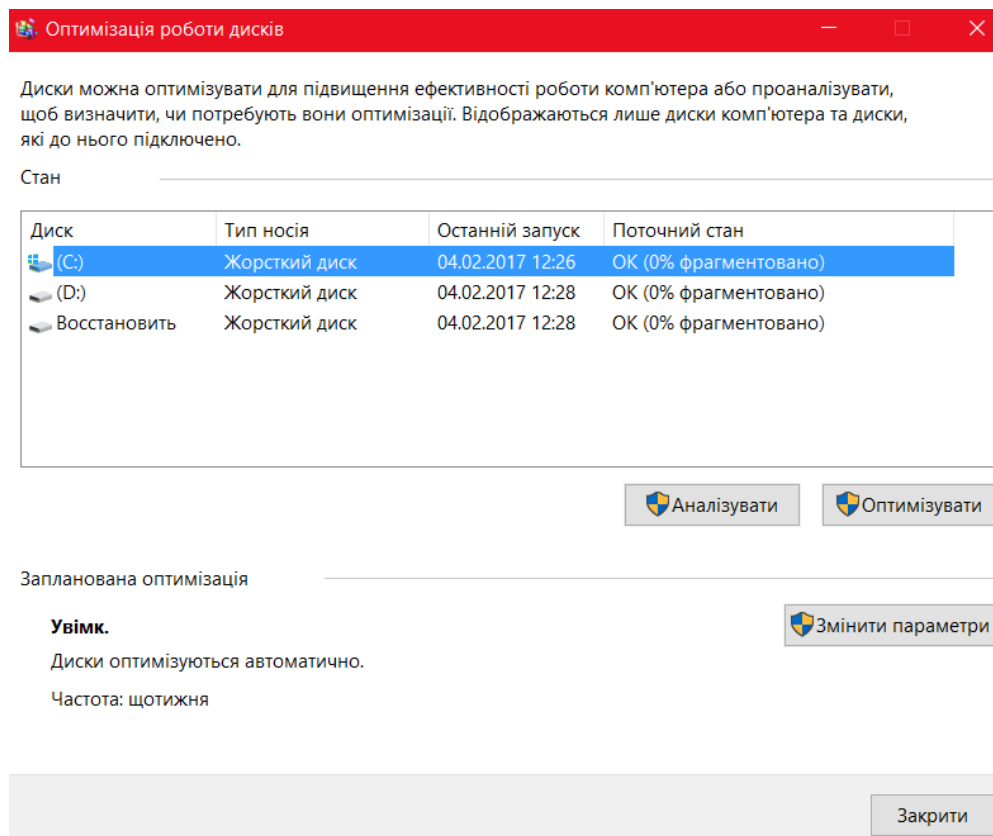 Оптимізація роботи дисків
Диски можна оптимізувати для підвищення ефективності роботи комп'ютера або проаналізувати,
щоб визначити, чи потребують вони оптимізації. Відображаються лише диски комп'ютера та диски,
які до нього підключено.
Стан
Диск Тип носія Останній запуск Поточний стан
(C:) Жорсткий диск 04.02.2017 12:26 ОК (0% фрагментовано)
(D:) Жорсткий диск 04.02.2017 12:28 ОК (0% фрагментовано)
Восстановить Жорсткий диск 04.02.2017 12:28 ОК (0% фрагментовано)
Аналізувати Оптимізувати
Запланована оптимізація
Увімк. Змінити параметри
Диски оптимізуються автоматично.
Частота: щотижня
Закрити